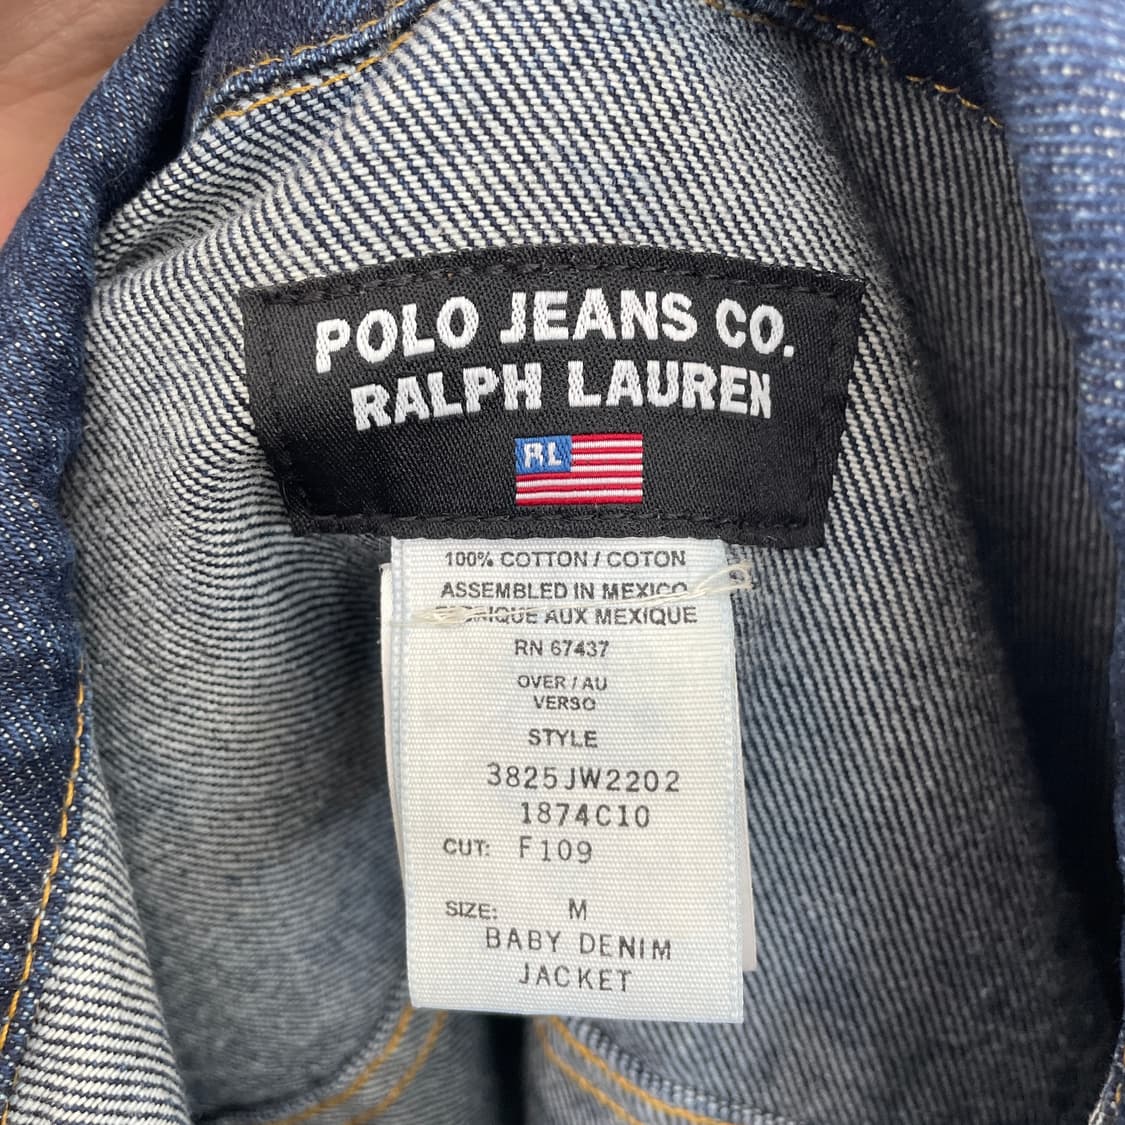 POLO JEANS CO.
RALPH LAUREN
RL
100% COTTON / COTON
ASSEMBLED IN MEXICO
AUX MEXIQUE
RN 67437
OVER / AU
VERSO
STYLE
3825JW2202
1874C10
CUT: F109
SIZE: M
BABY DENIM
JACKET